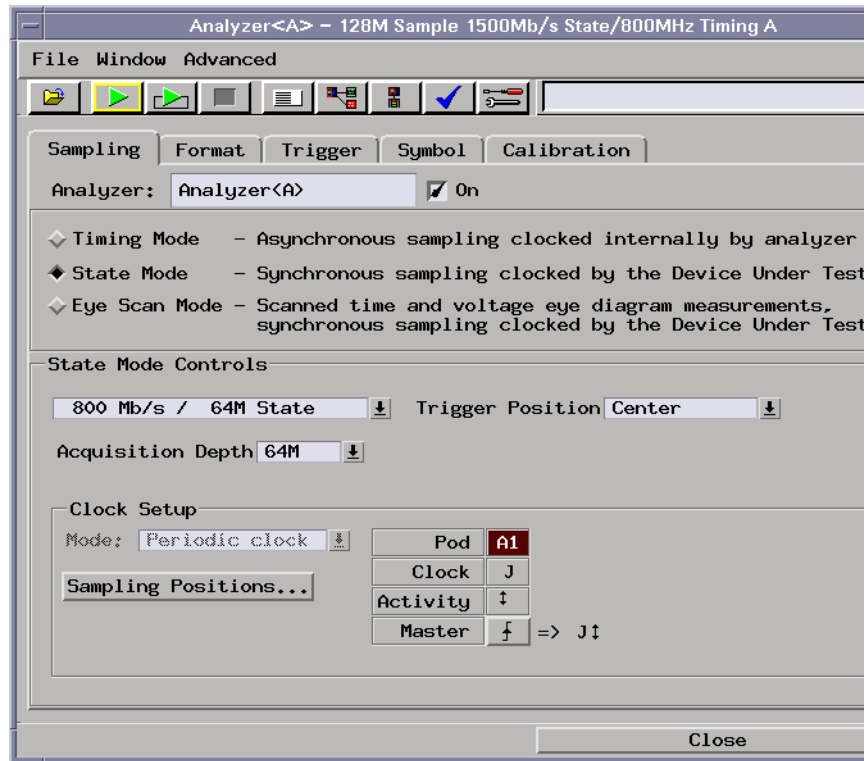 Analyzer<A> – 128M Sample 1500Mb/s State/800MHz Timing A
File Window Advanced
Sampling Format Trigger Symbol Calibration
Analyzer: Analyzer<A> On
Timing Mode - Asynchronous sampling clocked internally by analyzer
State Mode - Synchronous sampling clocked by the Device Under Test
Eye Scan Mode - Scanned time and voltage eye diagram measurements,
synchronous sampling clocked by the Device Under Test
State Mode Controls
800 Mb/s / 64M State Trigger Position Center
Acquisition Depth 64M
Clock Setup
Mode: Periodic clock Pod A1
Clock J
Sampling Positions...
Activity ↕
Master => J↕
Close